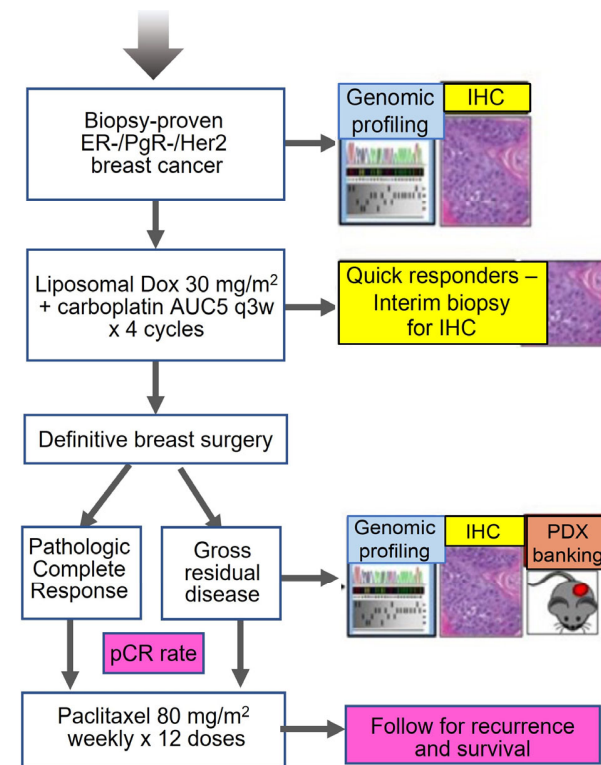 Biopsy-proven
ER-/PgR-/Her2
breast cancer
Genomic
profiling
IHC
Liposomal Dox 30 mg/m²
+ carboplatin AUC5 q3w
x 4 cycles
Quick responders –
Interim biopsy
for IHC
Definitive breast surgery
Pathologic
Complete
Response
Gross
residual
disease
Genomic
profiling
IHC
PDX
banking
pCR rate
Paclitaxel 80 mg/m²
weekly x 12 doses
Follow for recurrence
and survival